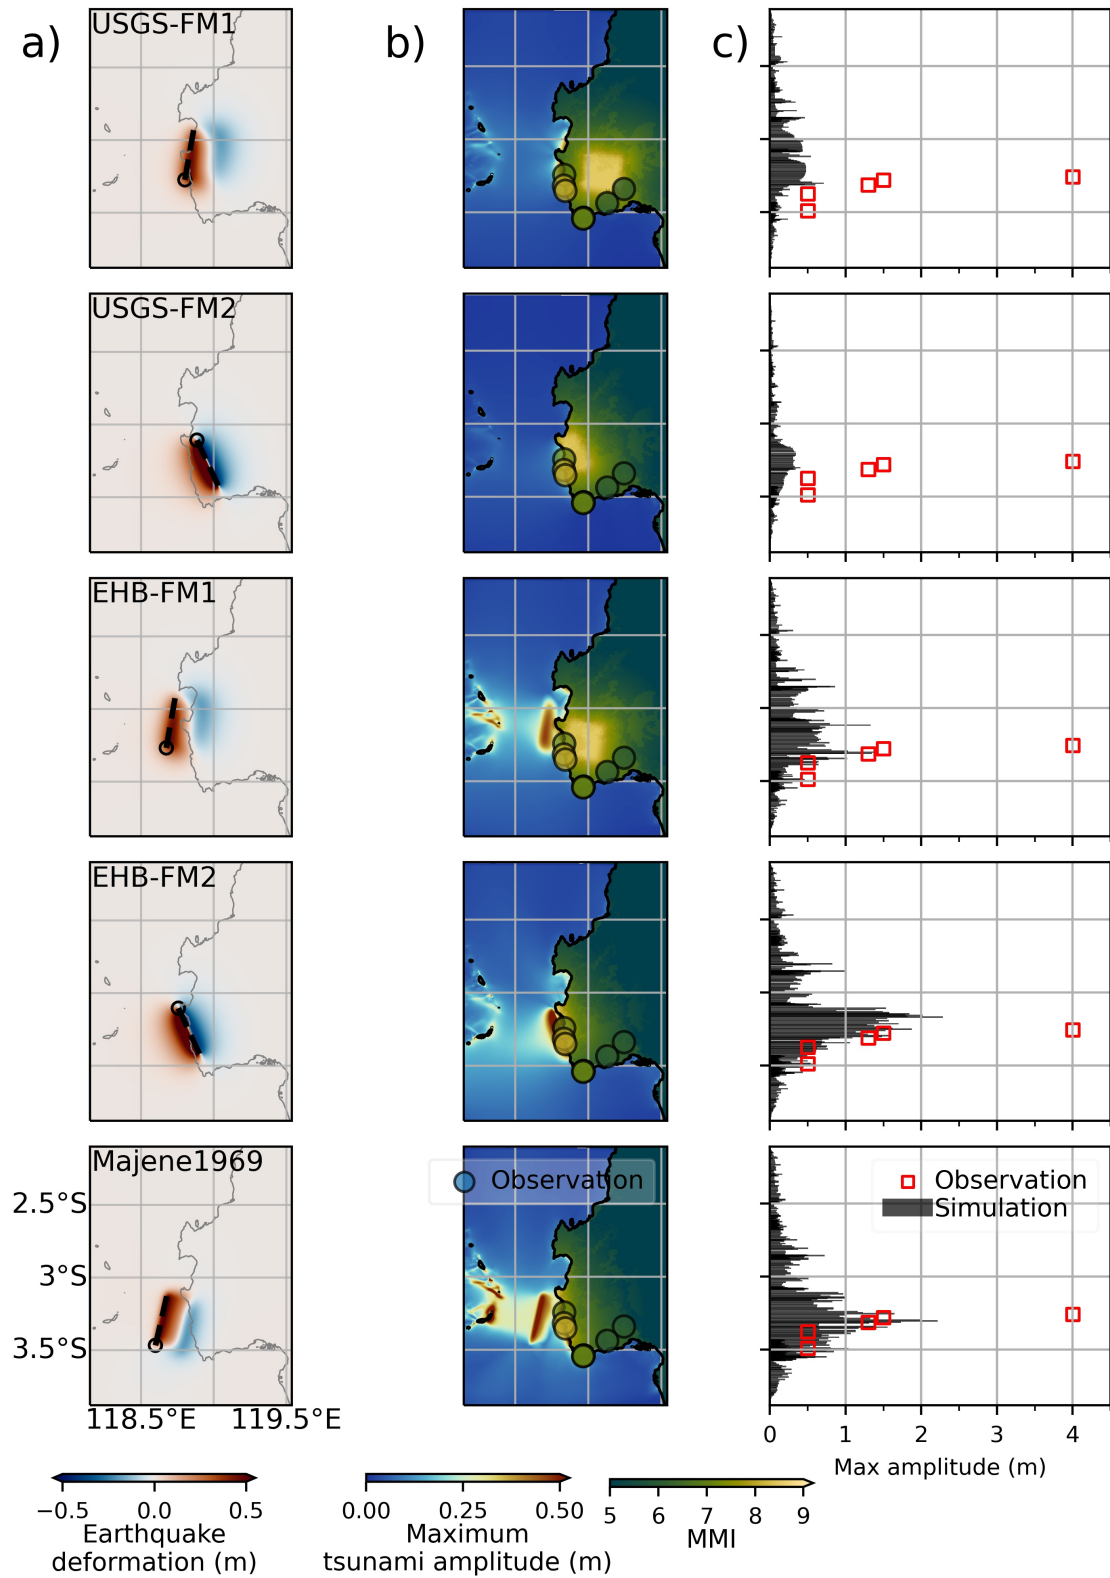 a)
b)
c)
USGS-FM1
USGS-FM2
EHB-FM1
EHB-FM2
Majene1969
Observation
Observation
Simulation
2.5°S
3°S
3.5°S
118.5°E 119.5°E
0 1 2 3 4
Max amplitude (m)
−0.5 0.0 0.5
Earthquake
deformation (m)
0.00 0.25 0.50
Maximum
tsunami amplitude (m)
5 6 7 8 9
MMI